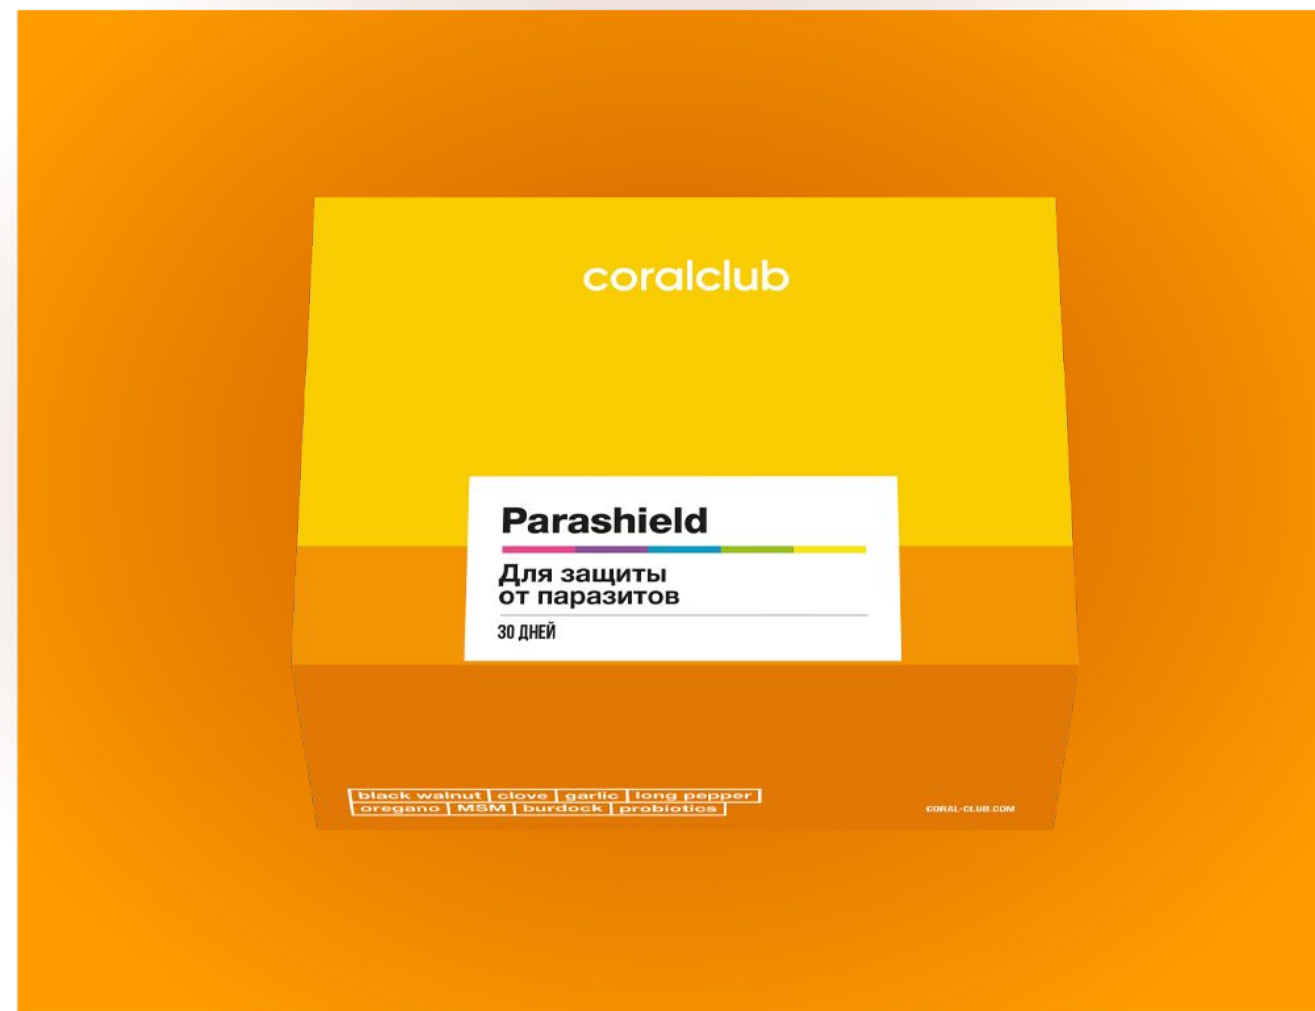 coralclub
Parashield
Для защиты
от паразитов
30 ДНЕЙ
black walnut clove garlic long pepper
oregano MSM burdock probiotics
CORAL-CLUB.COM